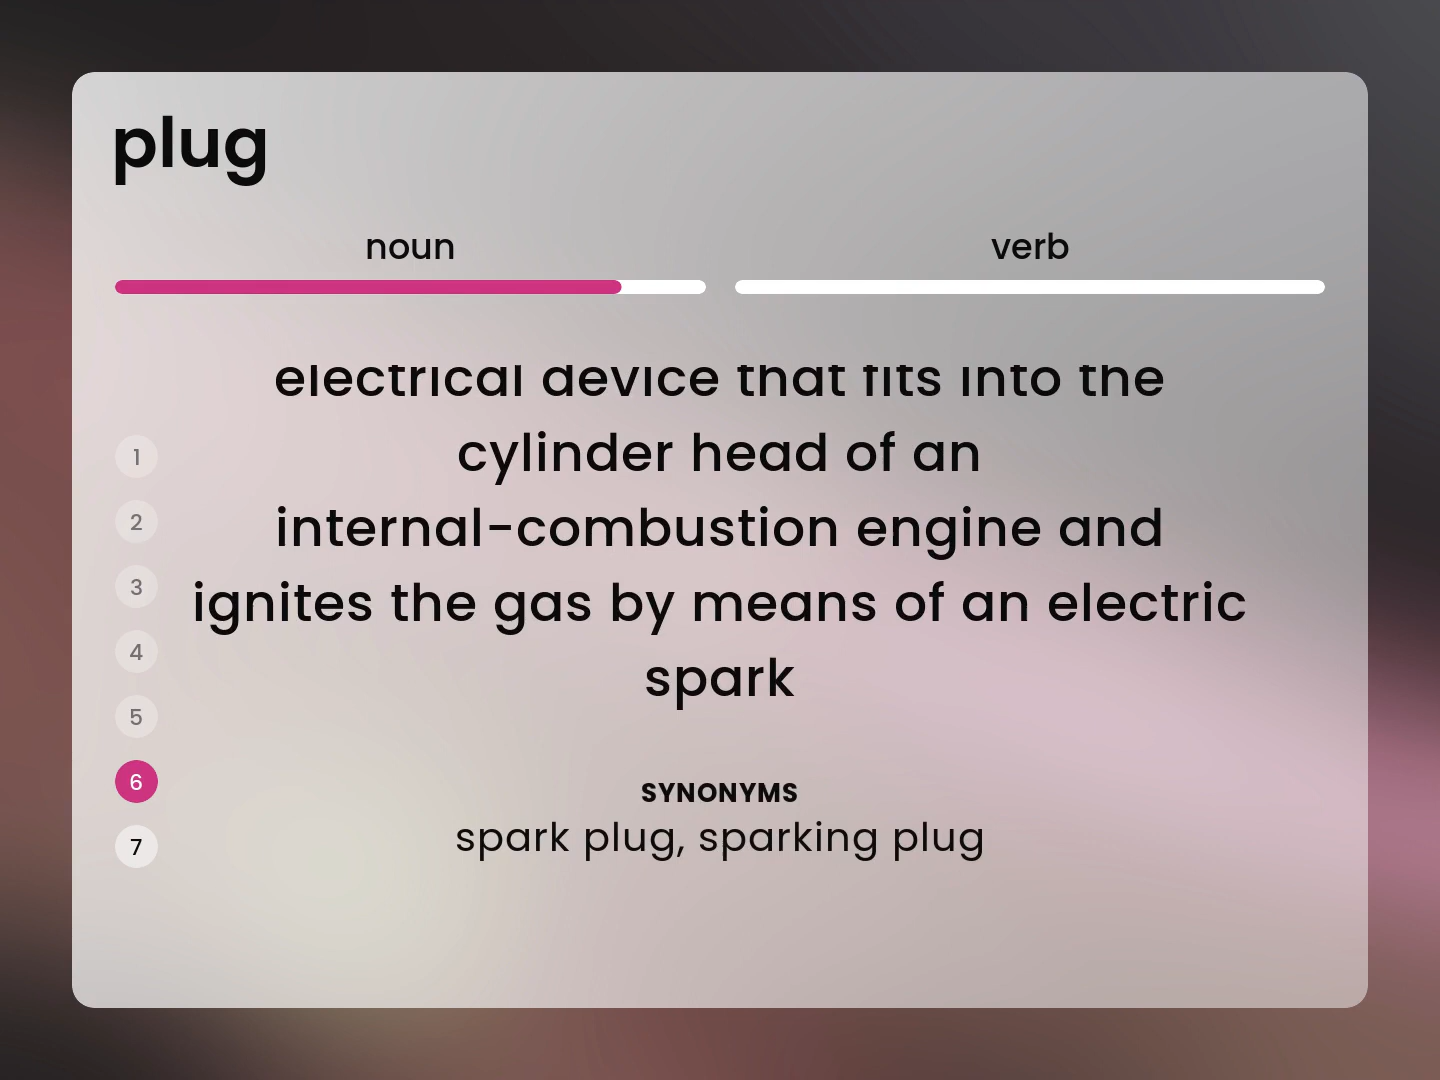 plug
noun
verb
electrical device that fits into the
cylinder head of an
internal-combustion engine and
ignites the gas by means of an electric
spark
1
2
3
4
5
6
7
SYNONYMS
spark plug, sparking plug